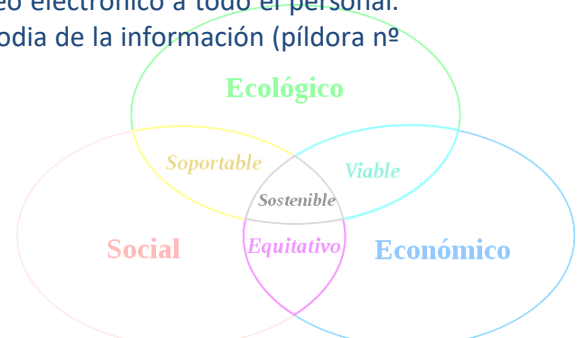 eo electrónico a todo el personal.
odia de la información (píldora nº
Ecológico
Soportable
Viable
Sostenible
Social
Equitativo
Económico